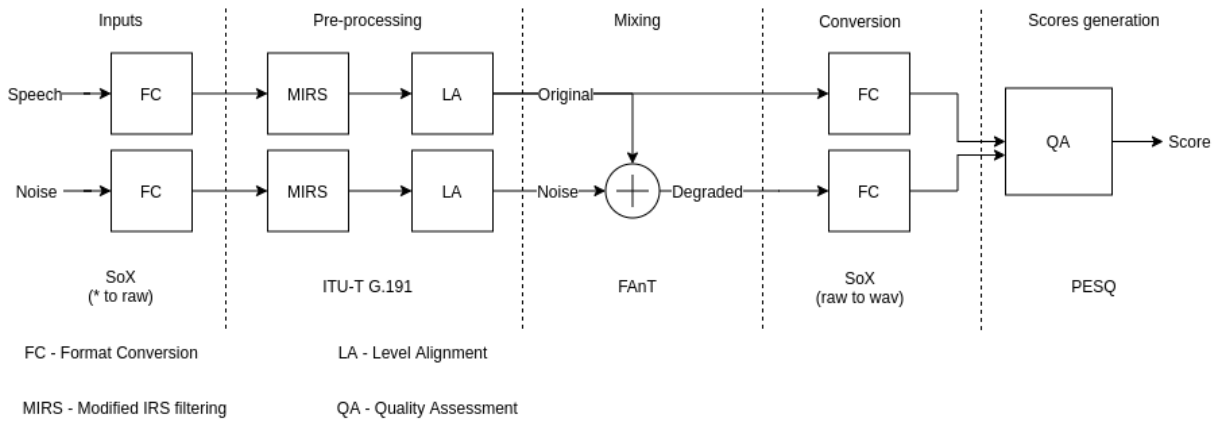 Inputs
Pre-processing
Mixing
Conversion
Scores generation
Speech
FC
MIRS
LA
Original
FC
QA
Score
Noise
FC
MIRS
LA
Noise
Degraded
FC
SoX
(* to raw)
ITU-T G.191
FAnT
SoX
(raw to wav)
PESQ
FC - Format Conversion
LA - Level Alignment
MIRS - Modified IRS filtering
QA - Quality Assessment